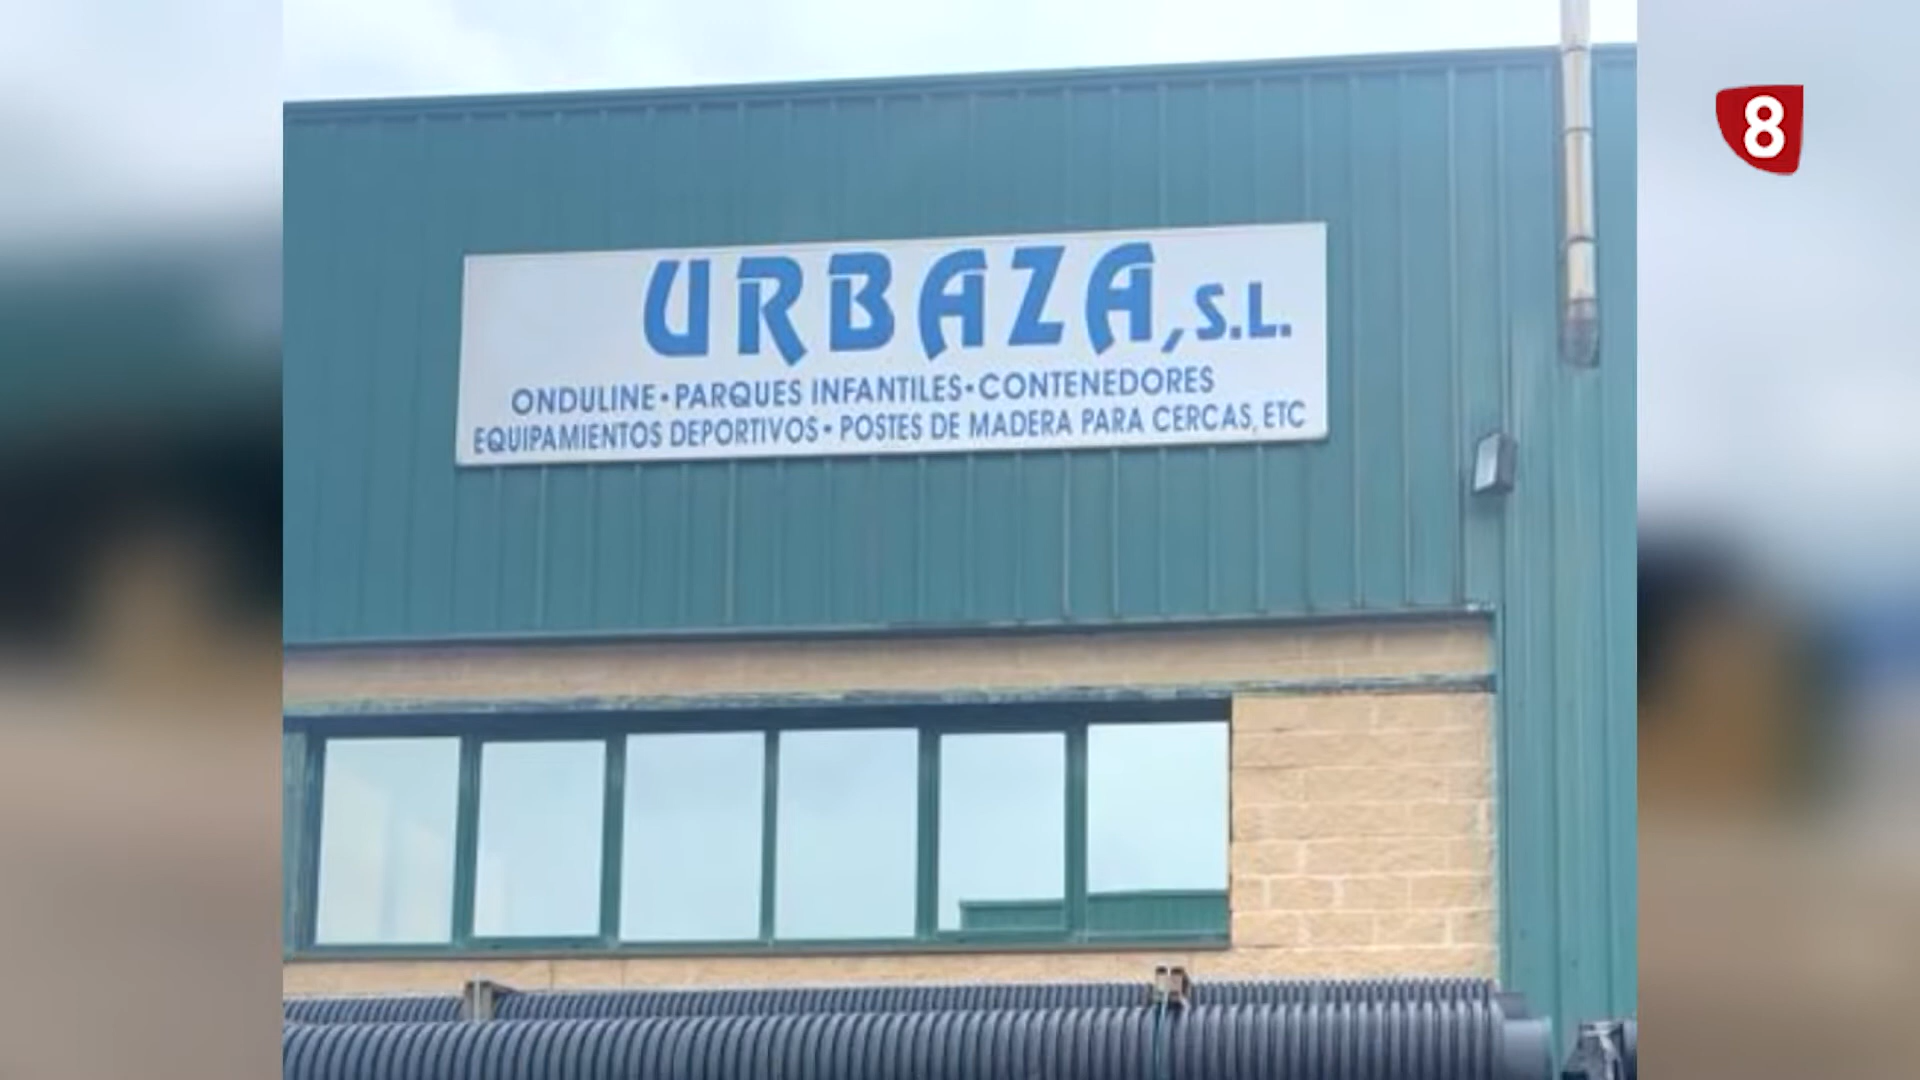 8
URBAZA, S.L.
ONDULINE • PARQUES INFANTILES • CONTENEDORES
EQUIPAMIENTOS DEPORTIVOS • POSTES DE MADERA PARA CERCAS, ETC